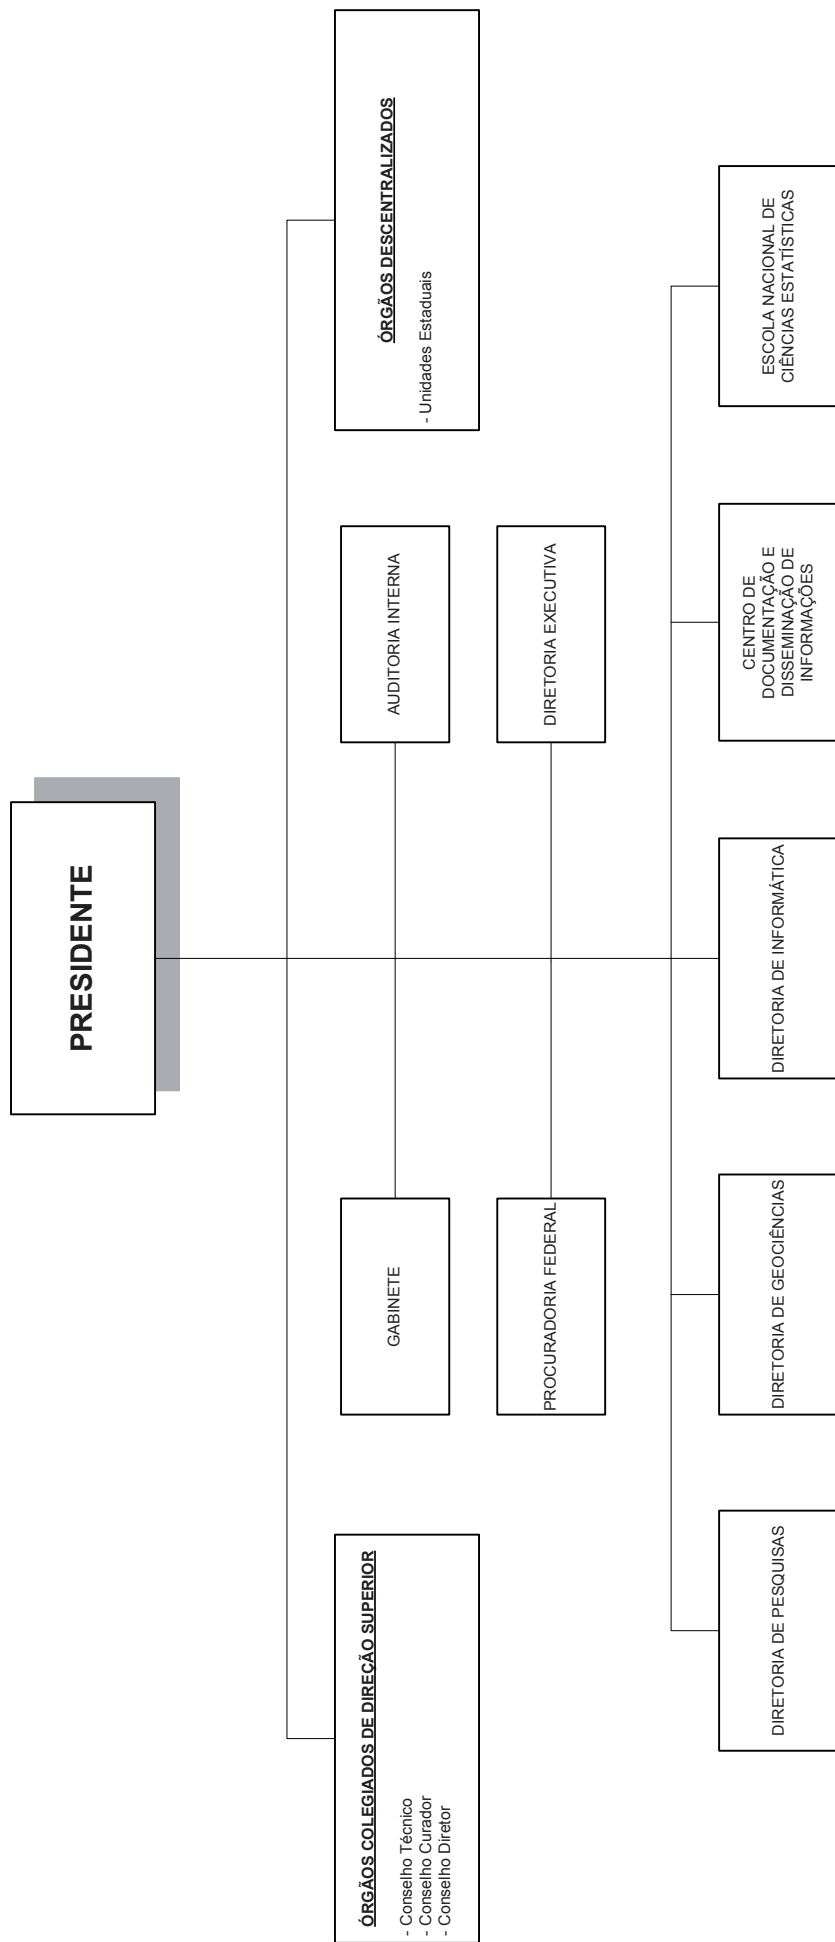 PRESIDENTE
ÓRGÃOS COLEGIADOS DE DIREÇÃO SUPERIOR
- Conselho Técnico
- Conselho Curador
- Conselho Diretor
GABINETE
AUDITORIA INTERNA
ÓRGÃOS DESCENTRALIZADOS
- Unidades Estaduais
PROCURADORIA FEDERAL
DIRETORIA EXECUTIVA
DIRETORIA DE PESQUISAS
DIRETORIA DE GEOCIÊNCIAS
DIRETORIA DE INFORMÁTICA
CENTRO DE
DOCUMENTAÇÃO E
DISSEMINAÇÃO DE
INFORMAÇÕES
ESCOLA NACIONAL DE
CIÊNCIAS ESTATÍSTICAS